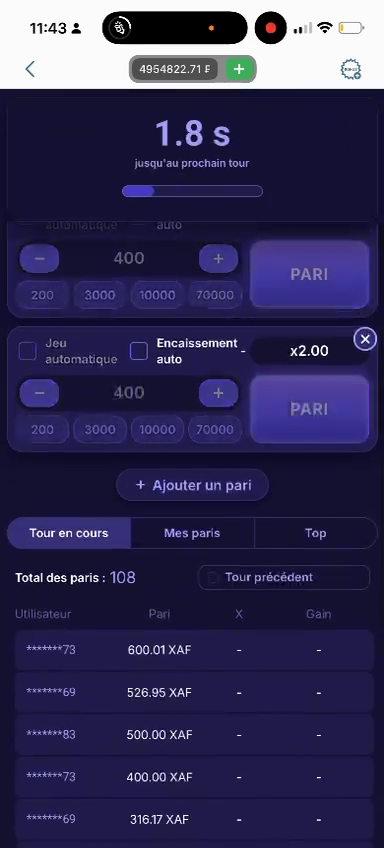 11:43
4954822.71 ₣ +
1.8 s
jusqu'au prochain tour
automatique auto
− 400 +
PARI
200 3000 10000 70000
Jeu automatique Encaissement auto - x2.00
− 400 +
PARI
200 3000 10000 70000
+ Ajouter un pari
Tour en cours Mes paris Top
Total des paris : 108 Tour précédent
Utilisateur Pari X Gain
*******73 600.01 XAF - -
*******69 526.95 XAF - -
*******83 500.00 XAF - -
*******73 400.00 XAF - -
*******69 316.17 XAF - -